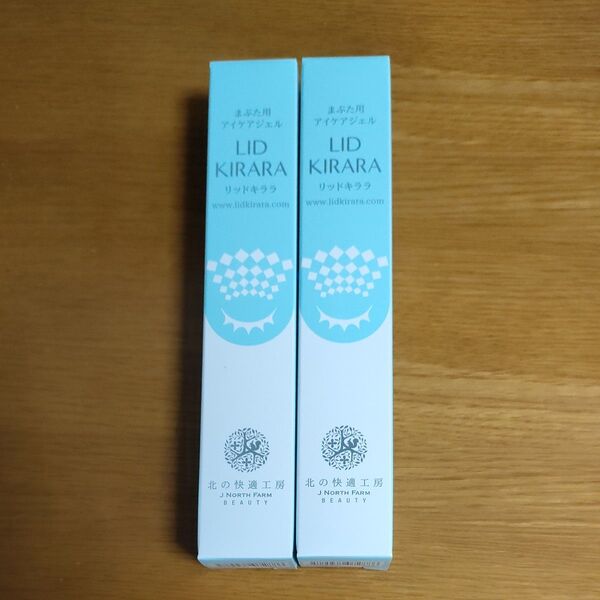 まぶた用
アイケアジェル
LID
KIRARA
リッドキララ
www.lidkirara.com
北の快適工房
J NORTH FARM
BEAUTY
まぶた用
アイケアジェル
LID
KIRARA
リッドキララ
www.lidkirara.com
北の快適工房
J NORTH FARM
BEAUTY